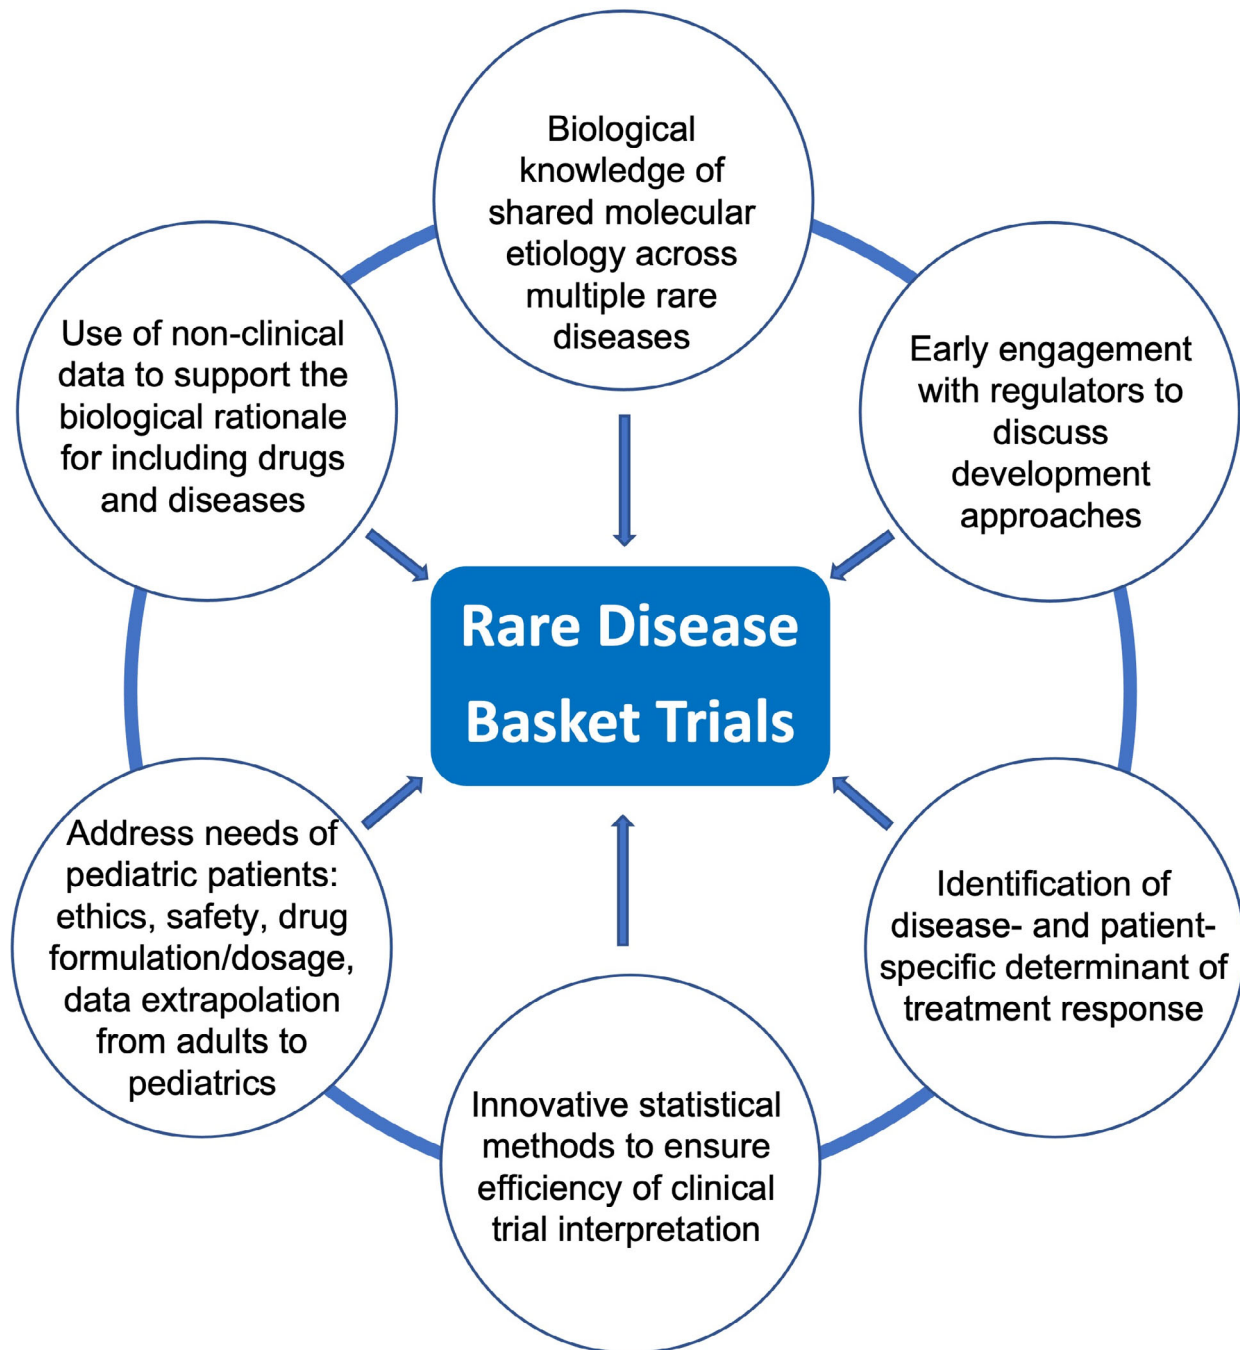 Biological
knowledge of
shared molecular
etiology across
multiple rare
diseases
Early engagement
with regulators to
discuss
development
approaches
Identification of
disease- and patient-
specific determinant of
treatment response
Innovative statistical
methods to ensure
efficiency of clinical
trial interpretation
Address needs of
pediatric patients:
ethics, safety, drug
formulation/dosage,
data extrapolation
from adults to
pediatrics
Use of non-clinical
data to support the
biological rationale
for including drugs
and diseases
Rare Disease
Basket Trials